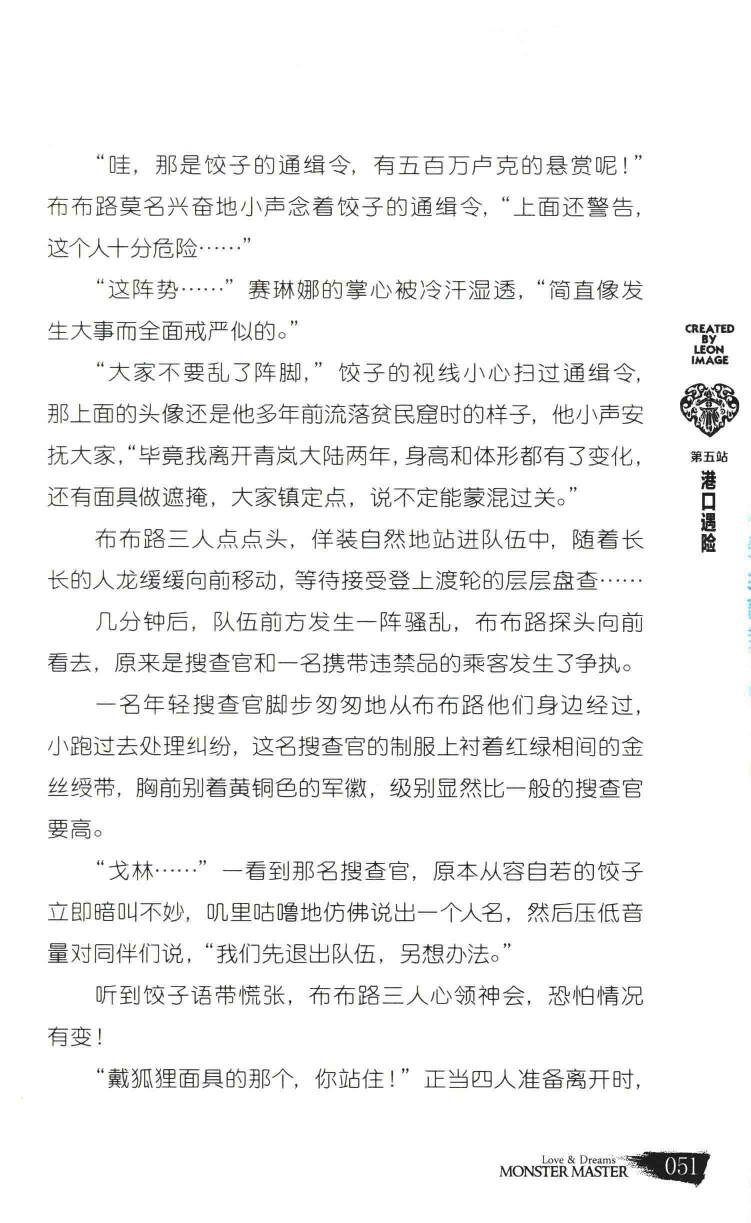 “哇，那是饺子的通缉令，有五百万卢克的悬赏呢！”
布布路莫名兴奋地小声念着饺子的通缉令，“上面还警告，
这个人十分危险……”
“这阵势……”赛琳娜的掌心被冷汗湿透，“简直像发
生大事而全面戒严似的。”
“大家不要乱了阵脚，”饺子的视线小心扫过通缉令，
那上面的头像还是他多年前流落贫民窟时的样子，他小声安
抚大家，“毕竟我离开青岚大陆两年，身高和体形都有了变化，
还有面具做遮掩，大家镇定点，说不定能蒙混过关。”
布布路三人点点头，佯装自然地站进队伍中，随着长
长的人龙缓缓向前移动，等待接受登上渡轮的层层盘查……
几分钟后，队伍前方发生一阵骚乱，布布路探头向前
看去，原来是搜查官和一名携带违禁品的乘客发生了争执。
一名年轻搜查官脚步匆匆地从布布路他们身边经过，
小跑过去处理纠纷，这名搜查官的制服上衬着红绿相间的金
丝绶带，胸前别着黄铜色的军徽，级别显然比一般的搜查官
要高。
“戈林……”一看到那名搜查官，原本从容自若的饺子
立即暗叫不妙，叽里咕噜地仿佛说出一个人名，然后压低音
量对同伴们说，“我们先退出队伍，另想办法。”
听到饺子语带慌张，布布路三人心领神会，恐怕情况
有变！
“戴狐狸面具的那个，你站住！”正当四人准备离开时，
CREATED
BY
LEON
IMAGE
第五站
港口遇险
Love & Dreams
MONSTER MASTER
051